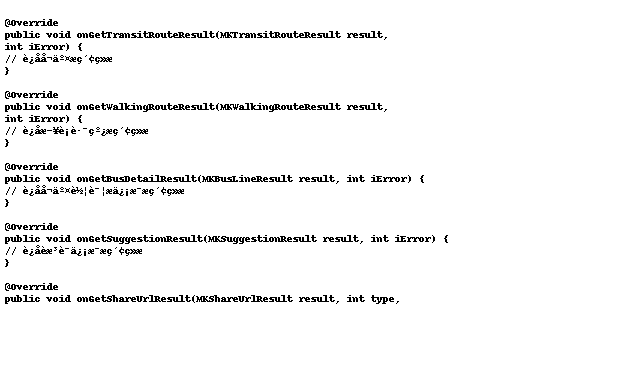 @Override
public void onGetTransitRouteResult(MKTransitRouteResult result,
int iError) {
// è¿åå¬äº¤æç´¢ç»æ
}
@Override
public void onGetWalkingRouteResult(MKWalkingRouteResult result,
int iError) {
// è¿åæ­¥è¡è·¯çº¿æç´¢ç»æ
}
@Override
public void onGetBusDetailResult(MKBusLineResult result, int iError) {
// è¿åå¬äº¤è½¦è¯¦æä¿¡æ¯æç´¢ç»æ
}
@Override
public void onGetSuggestionResult(MKSuggestionResult result, int iError) {
// è¿åèæ³è¯ä¿¡æ¯æç´¢ç»æ
}
@Override
public void onGetShareUrlResult(MKShareUrlResult result, int type,